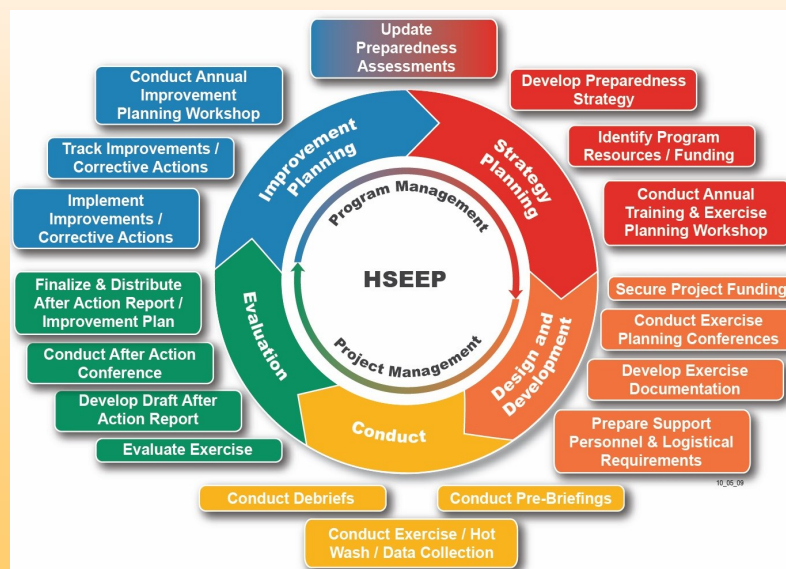 Update
Preparedness
Assessments
Develop Preparedness
Strategy
Identify Program
Resources / Funding
Conduct Annual
Training & Exercise
Planning Workshop
Secure Project Funding
Conduct Exercise
Planning Conferences
Develop Exercise
Documentation
Prepare Support
Personnel & Logistical
Requirements
10_05_09
Conduct Pre-Briefings
Conduct Exercise / Hot
Wash / Data Collection
Conduct Debriefs
Evaluate Exercise
Develop Draft After
Action Report
Conduct After Action
Conference
Finalize & Distribute
After Action Report /
Improvement Plan
Implement
Improvements /
Corrective Actions
Track Improvements /
Corrective Actions
Conduct Annual
Improvement
Planning Workshop
Improvement
Planning
Strategy
Planning
Design and
Development
Conduct
Evaluation
Program Management
HSEEP
Project Management